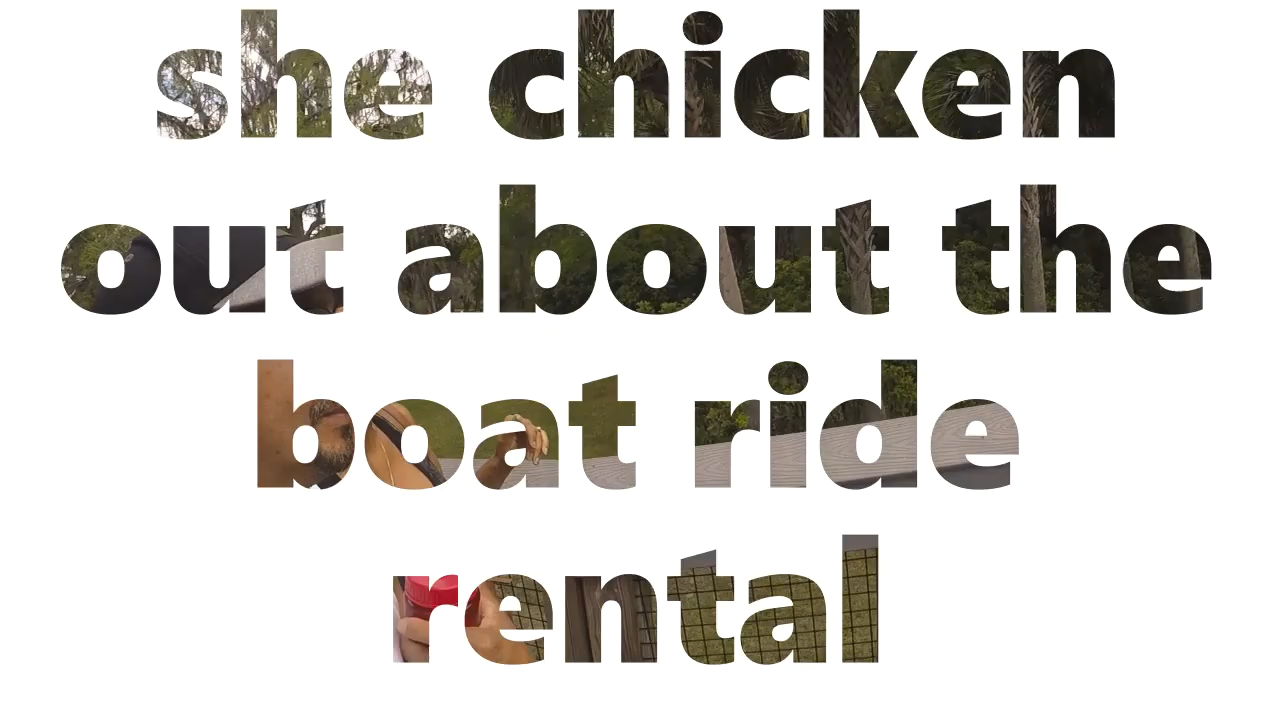 she chicken
out about the
boat ride
rental